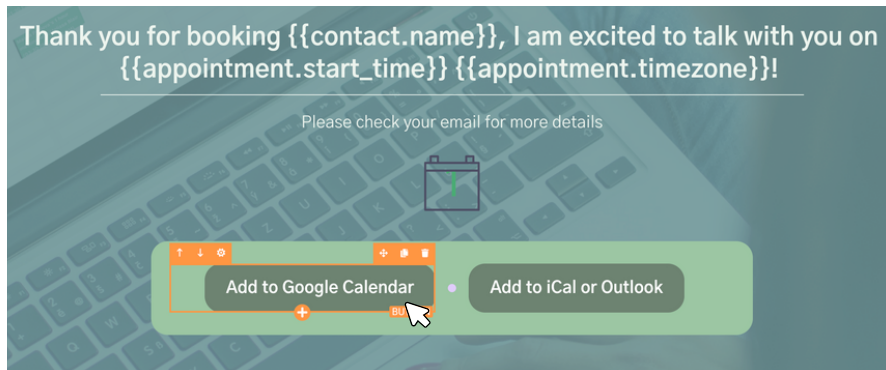 Thank you for booking {{contact.name}}, I am excited to talk with you on
{{appointment.start_time}} {{appointment.timezone}}!
Please check your email for more details
1
Add to Google Calendar
Add to iCal or Outlook